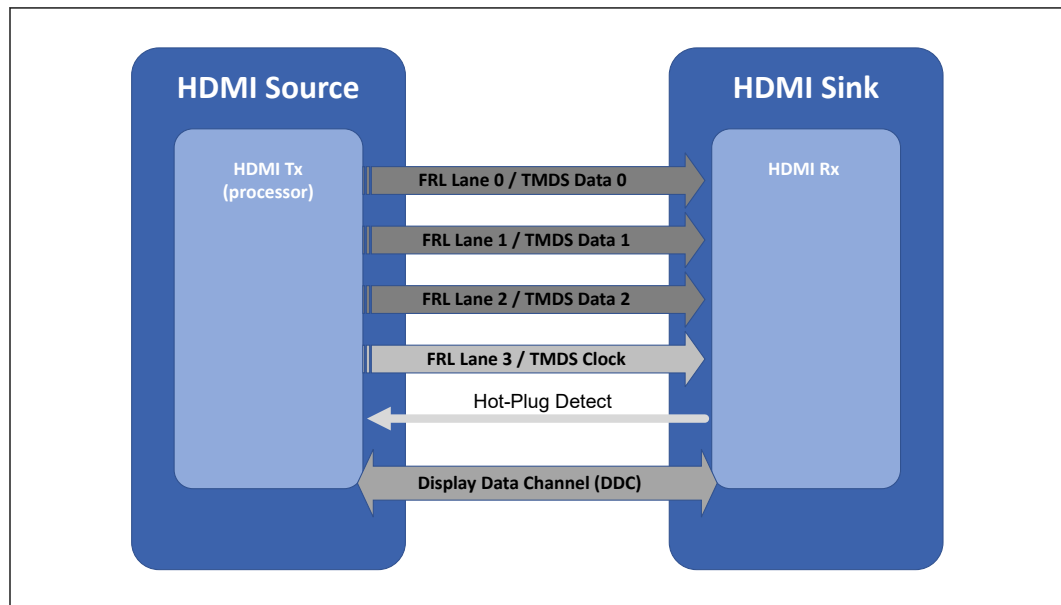 HDMI Source
HDMI Sink
HDMI Tx
(processor)
HDMI Rx
FRL Lane 0 / TMDS Data 0
FRL Lane 1 / TMDS Data 1
FRL Lane 2 / TMDS Data 2
FRL Lane 3 / TMDS Clock
Hot-Plug Detect
Display Data Channel (DDC)